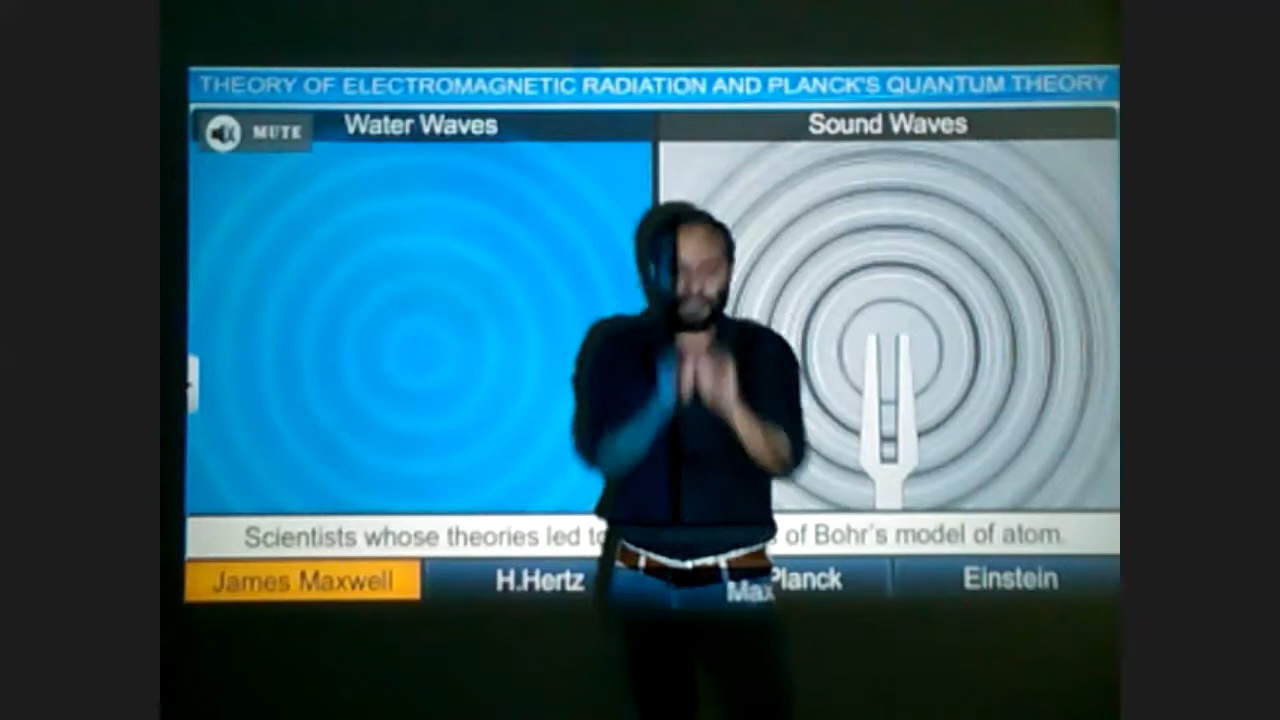 THEORY OF ELECTROMAGNETIC RADIATION AND PLANCK'S QUANTUM THEORY
MUTE
Water Waves
Sound Waves
Scientists whose theories led to of Bohr's model of atom.
James Maxwell
H.Hertz
Max Planck
Einstein